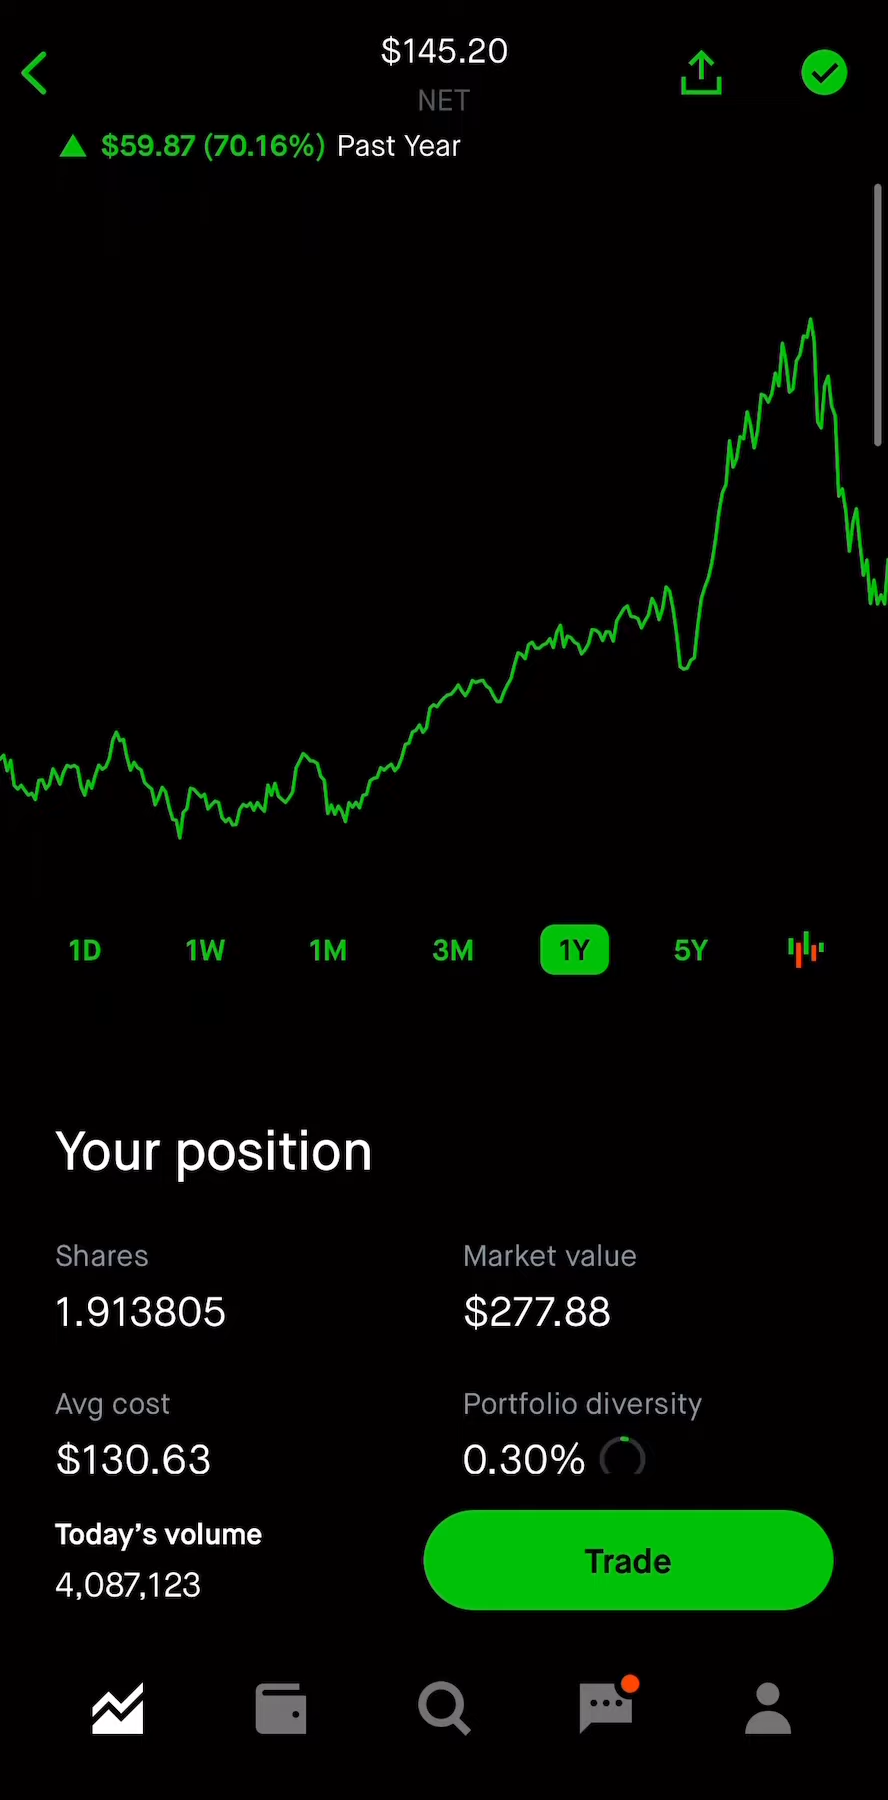 $145.20
NET
$59.87 (70.16%) Past Year
1D 1W 1M 3M 1Y 5Y
Your position
Shares Market value
1.913805 $277.88
Avg cost Portfolio diversity
$130.63 0.30%
Today’s volume
4,087,123
Trade